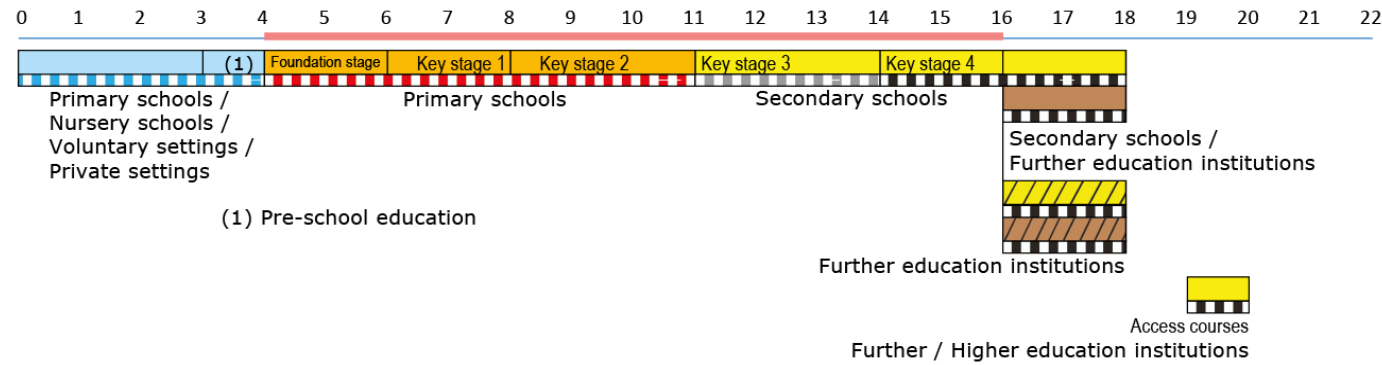 0 1 2 3 4 5 6 7 8 9 10 11 12 13 14 15 16 17 18 19 20 21 22
(1) Foundation stage Key stage 1 Key stage 2 Key stage 3 Key stage 4
Primary schools /
Nursery schools /
Voluntary settings /
Private settings
Primary schools
Secondary schools
Secondary schools /
Further education institutions
(1) Pre-school education
Further education institutions
Access courses
Further / Higher education institutions